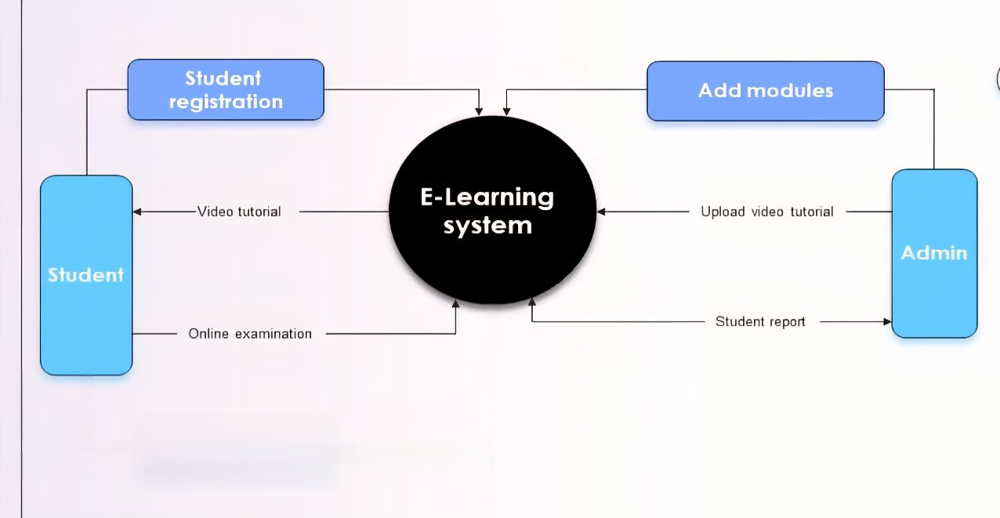 Student
registration
Add modules
E-Learning
system
Video tutorial
Upload video tutorial
Student
Admin
Online examination
Student report